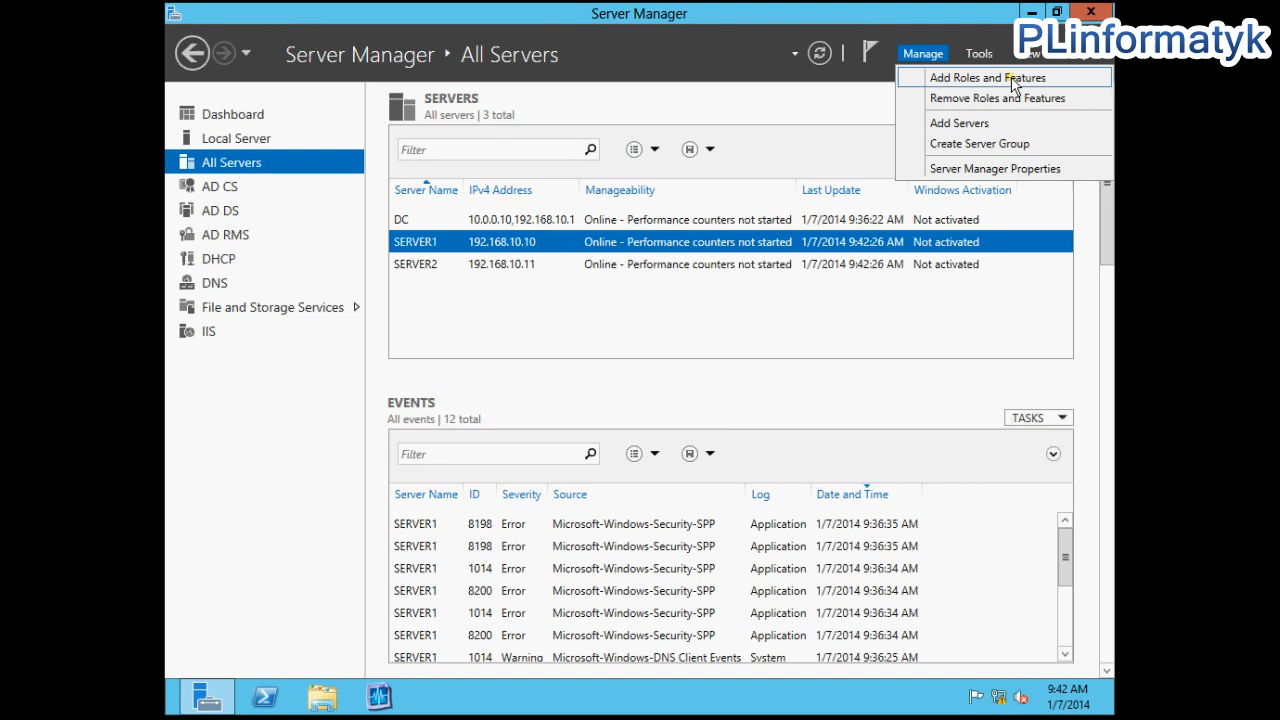 Server Manager
PLinformatyk
Server Manager ‣ All Servers
Manage
Tools
Add Roles and Features
Remove Roles and Features
Add Servers
Create Server Group
Server Manager Properties
Dashboard
Local Server
All Servers
AD CS
AD DS
AD RMS
DHCP
DNS
File and Storage Services
IIS
SERVERS
All servers | 3 total
Filter
Server Name IPv4 Address Manageability Last Update Windows Activation
DC 10.0.0.10,192.168.10.1 Online - Performance counters not started 1/7/2014 9:36:22 AM Not activated
SERVER1 192.168.10.10 Online - Performance counters not started 1/7/2014 9:42:26 AM Not activated
SERVER2 192.168.10.11 Online - Performance counters not started 1/7/2014 9:42:26 AM Not activated
EVENTS
All events | 12 total
TASKS
Filter
Server Name ID Severity Source Log Date and Time
SERVER1 8198 Error Microsoft-Windows-Security-SPP Application 1/7/2014 9:36:35 AM
SERVER1 8198 Error Microsoft-Windows-Security-SPP Application 1/7/2014 9:36:35 AM
SERVER1 1014 Error Microsoft-Windows-Security-SPP Application 1/7/2014 9:36:34 AM
SERVER1 8200 Error Microsoft-Windows-Security-SPP Application 1/7/2014 9:36:34 AM
SERVER1 1014 Error Microsoft-Windows-Security-SPP Application 1/7/2014 9:36:34 AM
SERVER1 8200 Error Microsoft-Windows-Security-SPP Application 1/7/2014 9:36:34 AM
SERVER1 1014 Warning Microsoft-Windows-DNS Client Events System 1/7/2014 9:36:25 AM
9:42 AM
1/7/2014